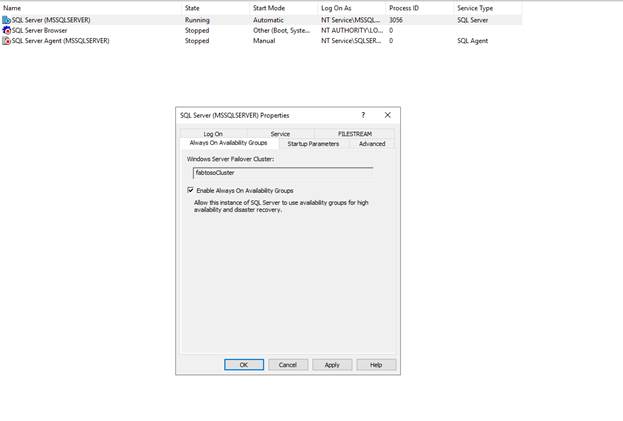 Name State Start Mode Log On As Process ID Service Type
SQL Server (MSSQLSERVER) Running Automatic NT Service\MSSQL... 3056 SQL Server
SQL Server Browser Stopped Other (Boot, Syste... NT AUTHORITY\LO... 0
SQL Server Agent (MSSQLSERVER) Stopped Manual NT Service\SQLSER... 0 SQL Agent
SQL Server (MSSQLSERVER) Properties ? ×
Log On Service FILESTREAM
Always On Availability Groups Startup Parameters Advanced
Windows Server Failover Cluster:
fabtosoCluster
Enable Always On Availability Groups
Allow this instance of SQL Server to use availability groups for high
availability and disaster recovery.
OK Cancel Apply Help